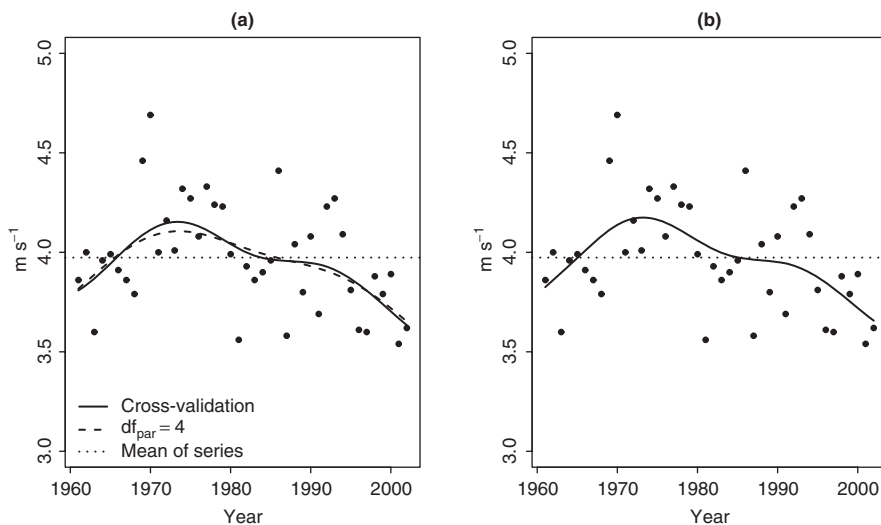 (a)
5.0
4.5
4.0
3.5
3.0
m s⁻¹
Cross-validation
df_par = 4
Mean of series
1960 1970 1980 1990 2000
Year
(b)
5.0
4.5
4.0
3.5
3.0
m s⁻¹
1960 1970 1980 1990 2000
Year